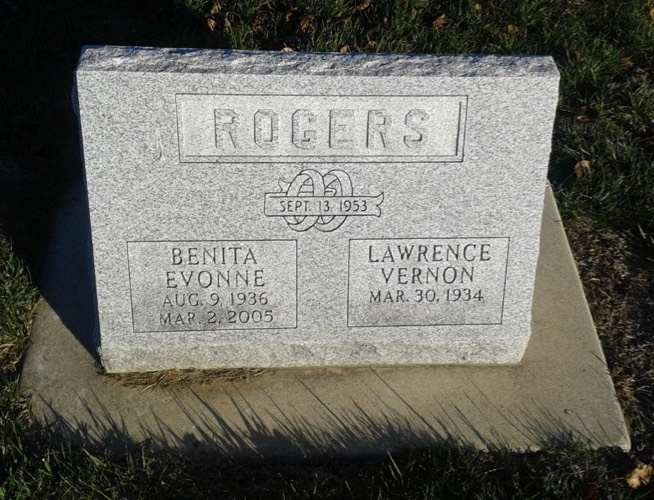 ROGERS
SEPT. 13, 1953
BENITA
EVONNE
AUG. 9, 1936
MAR. 2, 2005
LAWRENCE
VERNON
MAR. 30, 1934